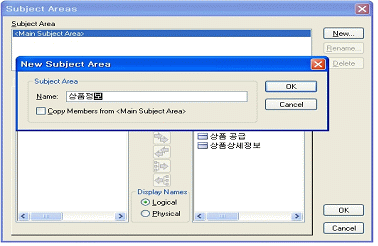 Subject Areas
Subject Area
<Main Subject Area>
New...
Rename...
Delete
New Subject Area
Subject Area
Name: 상품정보
Copy Members from <Main Subject Area>
OK
Cancel
상품 공급
상품상세정보
Display Names
Logical
Physical
OK
Cancel